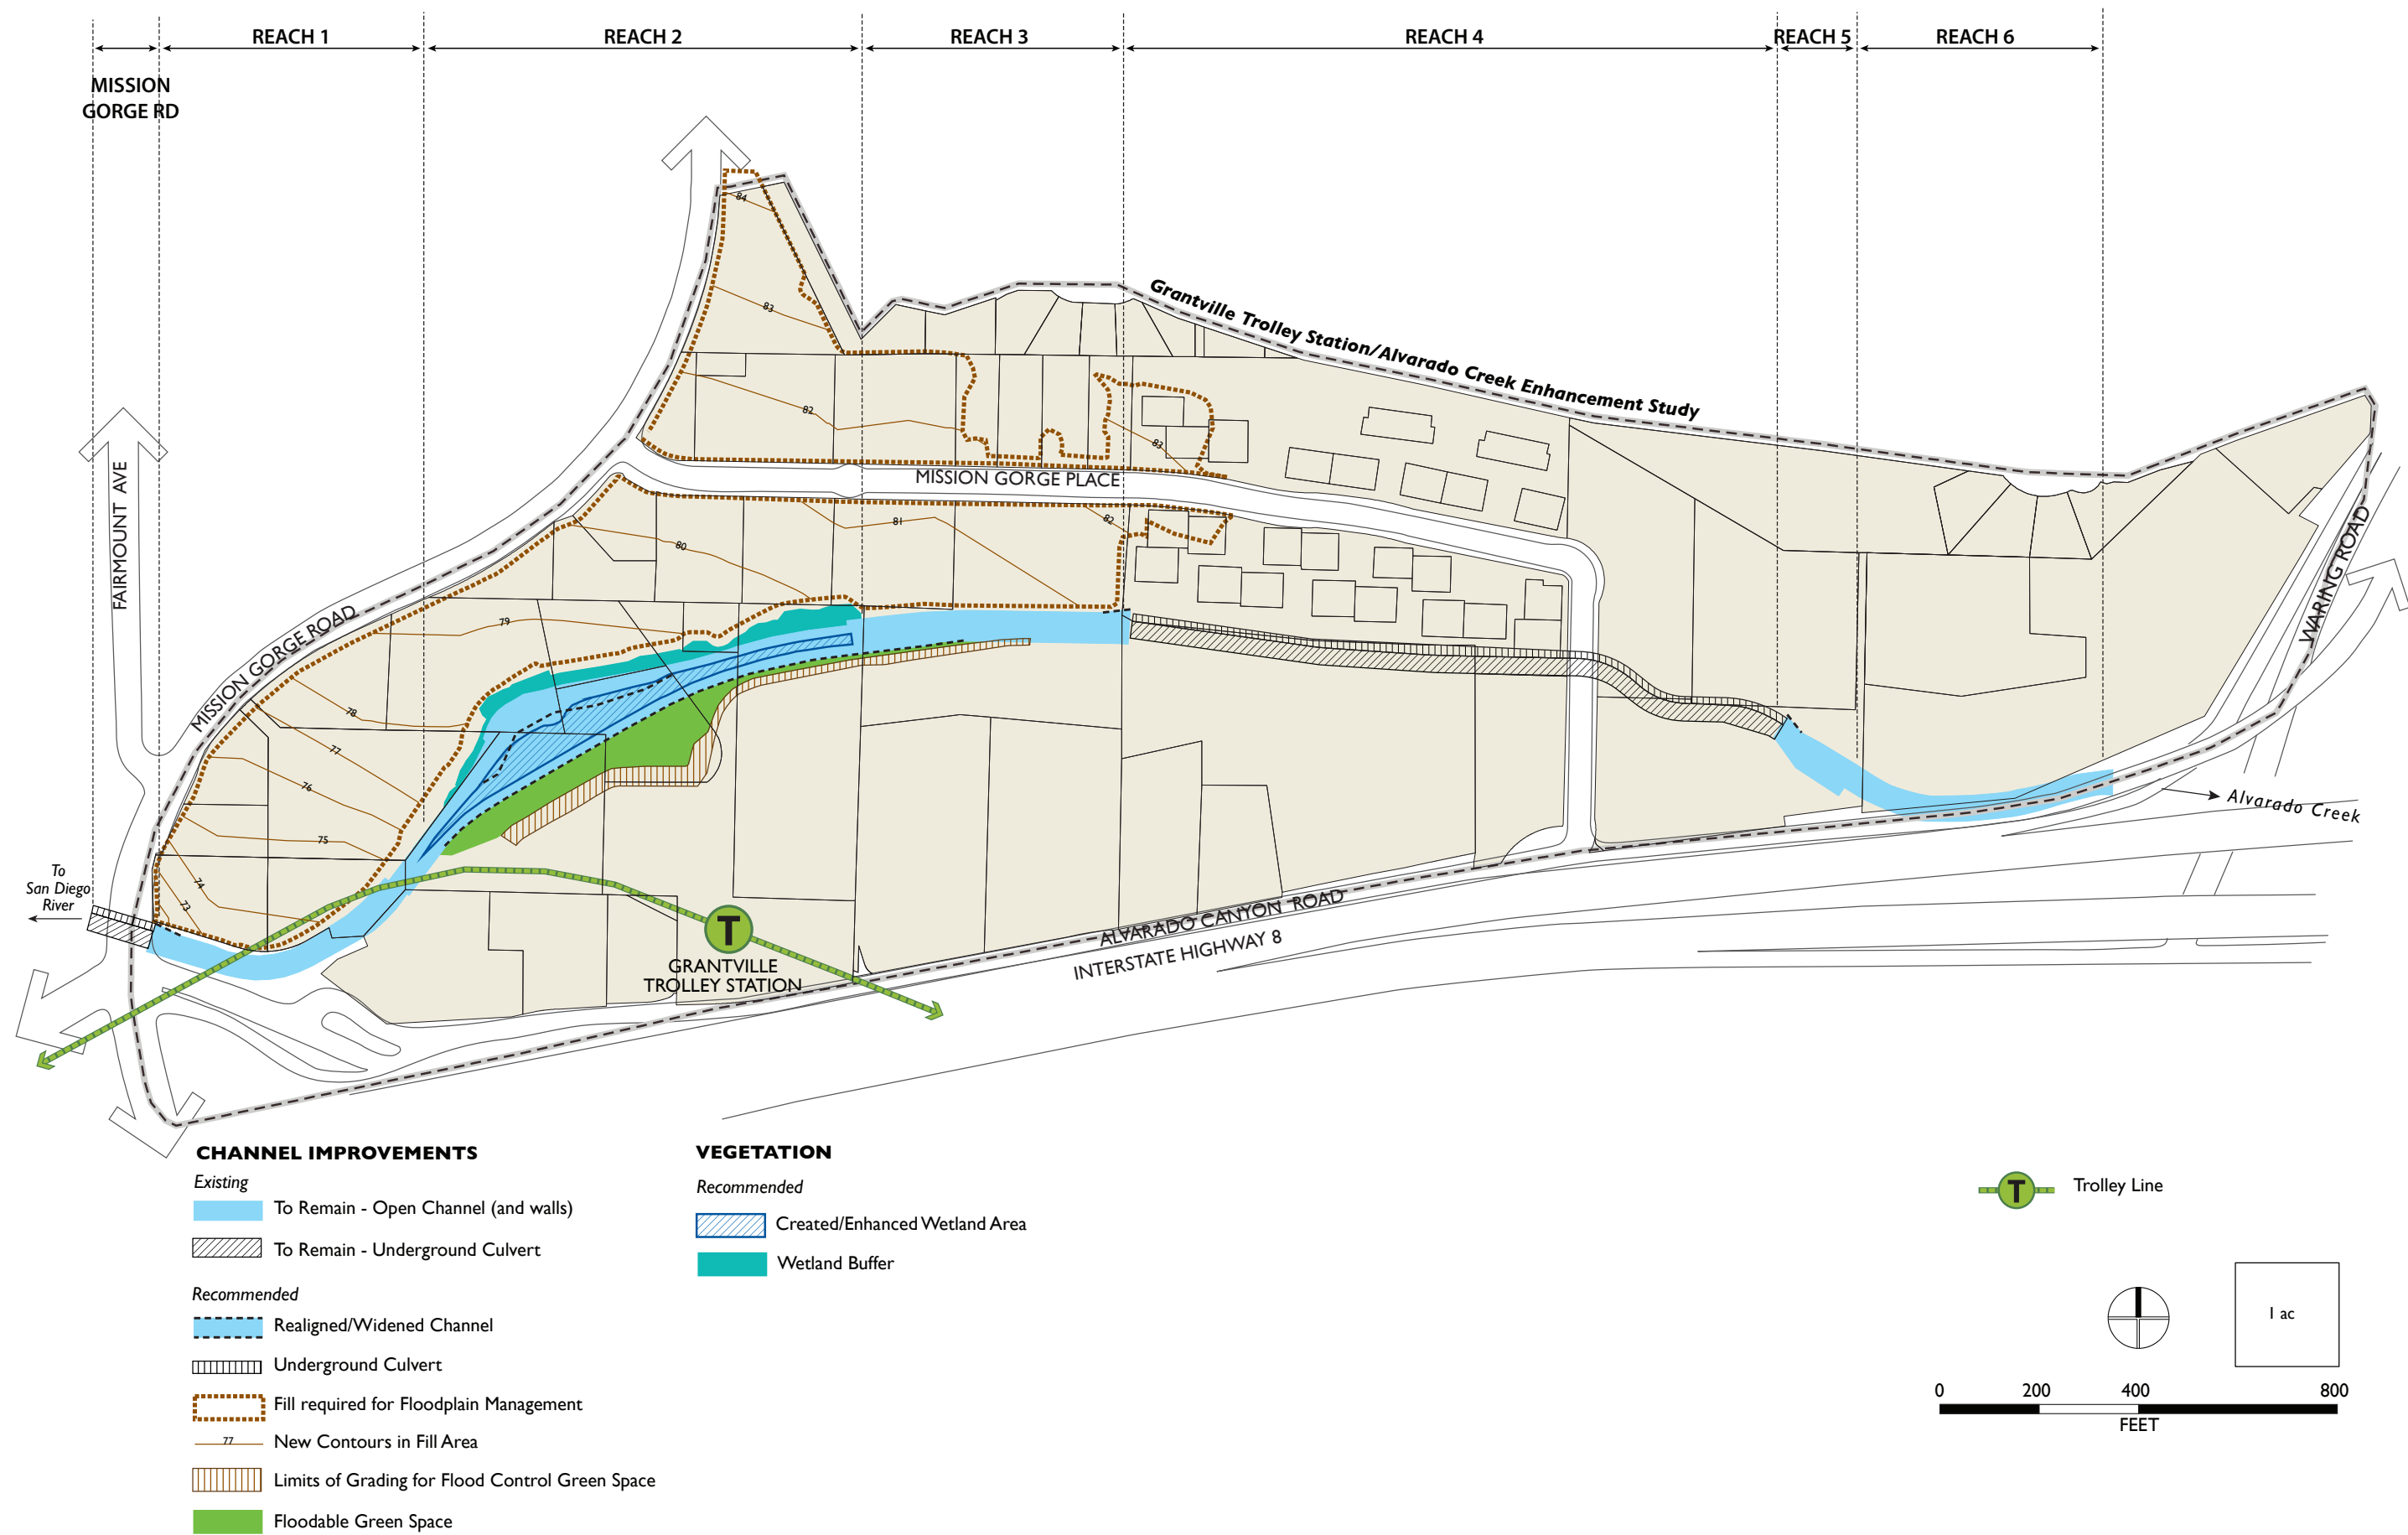 REACH 1
REACH 2
REACH 3
REACH 4
REACH 5
REACH 6
MISSION
GORGE RD
84
Grantville Trolley Station/Alvarado Creek Enhancement Study
83
82
83
MISSION GORGE PLACE
FAIRMOUNT AVE
81
82
80
WARING ROAD
MISSION GORGE ROAD
79
78
77
76
75
74
73
Alvarado Creek
To
San Diego
River
T
GRANTVILLE
TROLLEY STATION
ALVARADO CANYON ROAD
INTERSTATE HIGHWAY 8
CHANNEL IMPROVEMENTS
Existing
To Remain - Open Channel (and walls)
To Remain - Underground Culvert
Recommended
Realigned/Widened Channel
Underground Culvert
Fill required for Floodplain Management
77
New Contours in Fill Area
Limits of Grading for Flood Control Green Space
Floodable Green Space
VEGETATION
Recommended
Created/Enhanced Wetland Area
Wetland Buffer
T
Trolley Line
1 ac
0 200 400 800
FEET